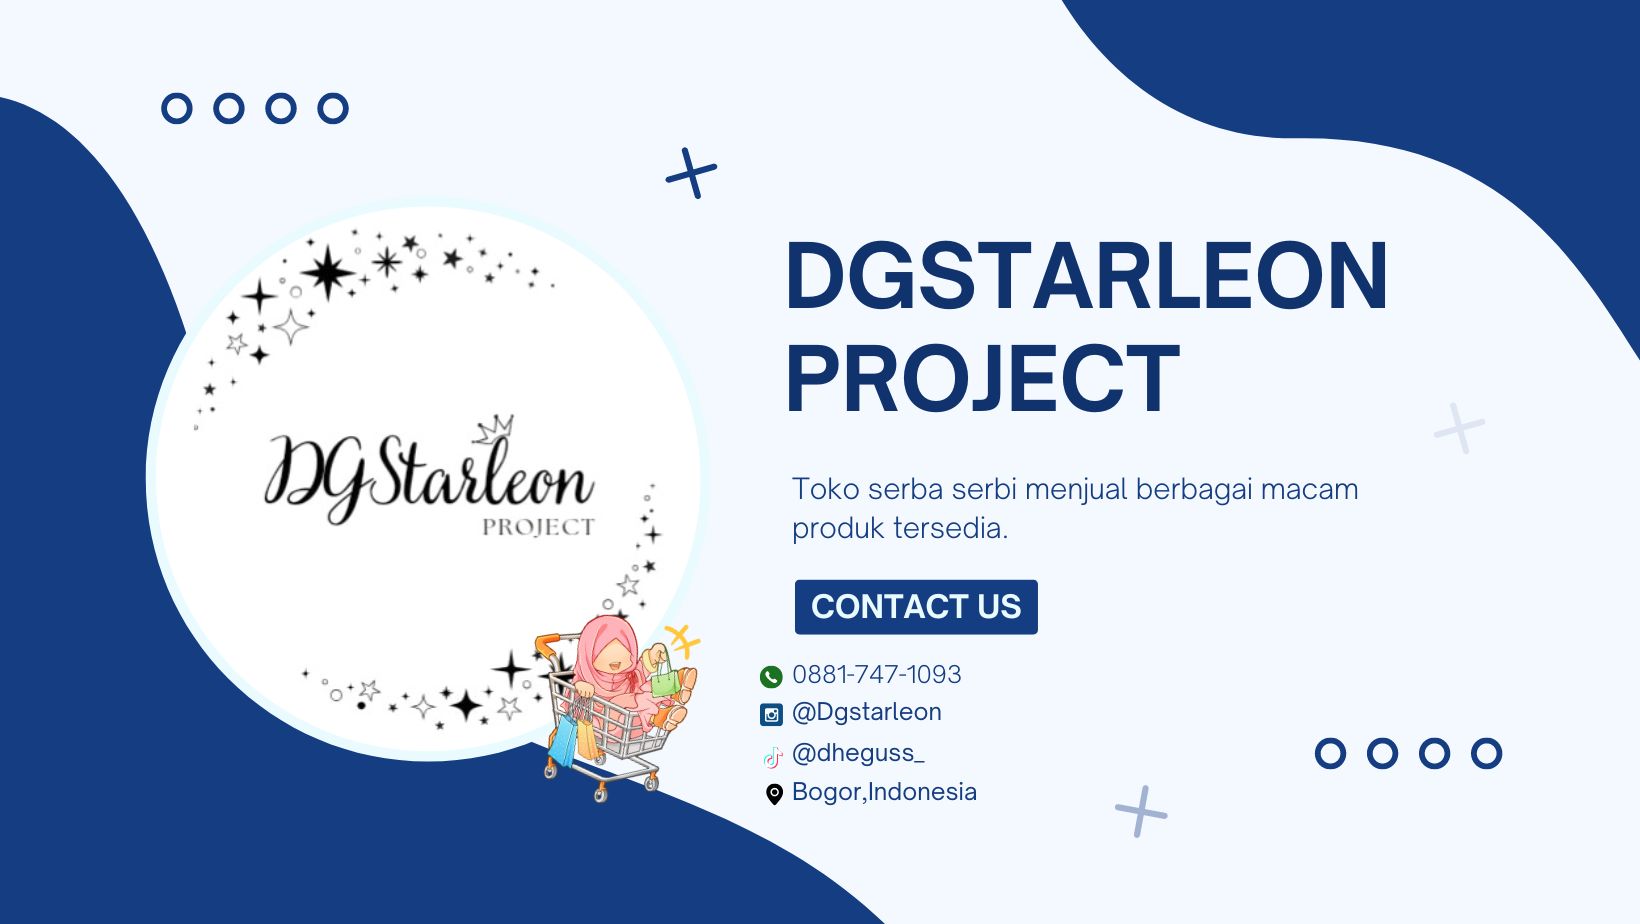 DGStarleon
PROJECT
DGSTARLEON
PROJECT
Toko serba serbi menjual berbagai macam
produk tersedia.
CONTACT US
0881-747-1093
@Dgstarleon
@dheguss_
Bogor,Indonesia